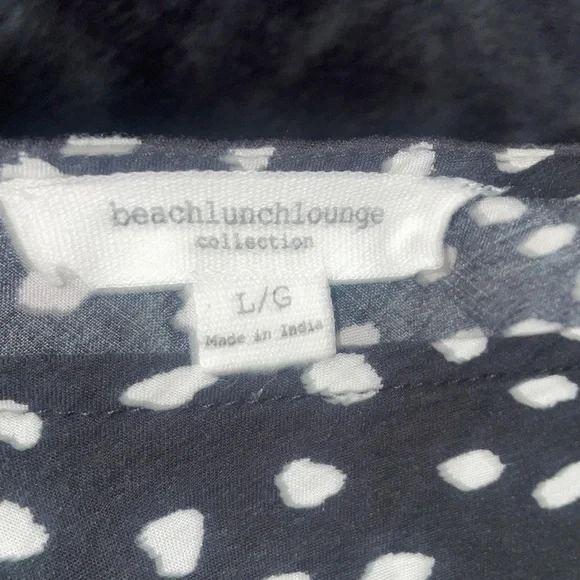 beachlunchlounge
collection
L/G
Made in India